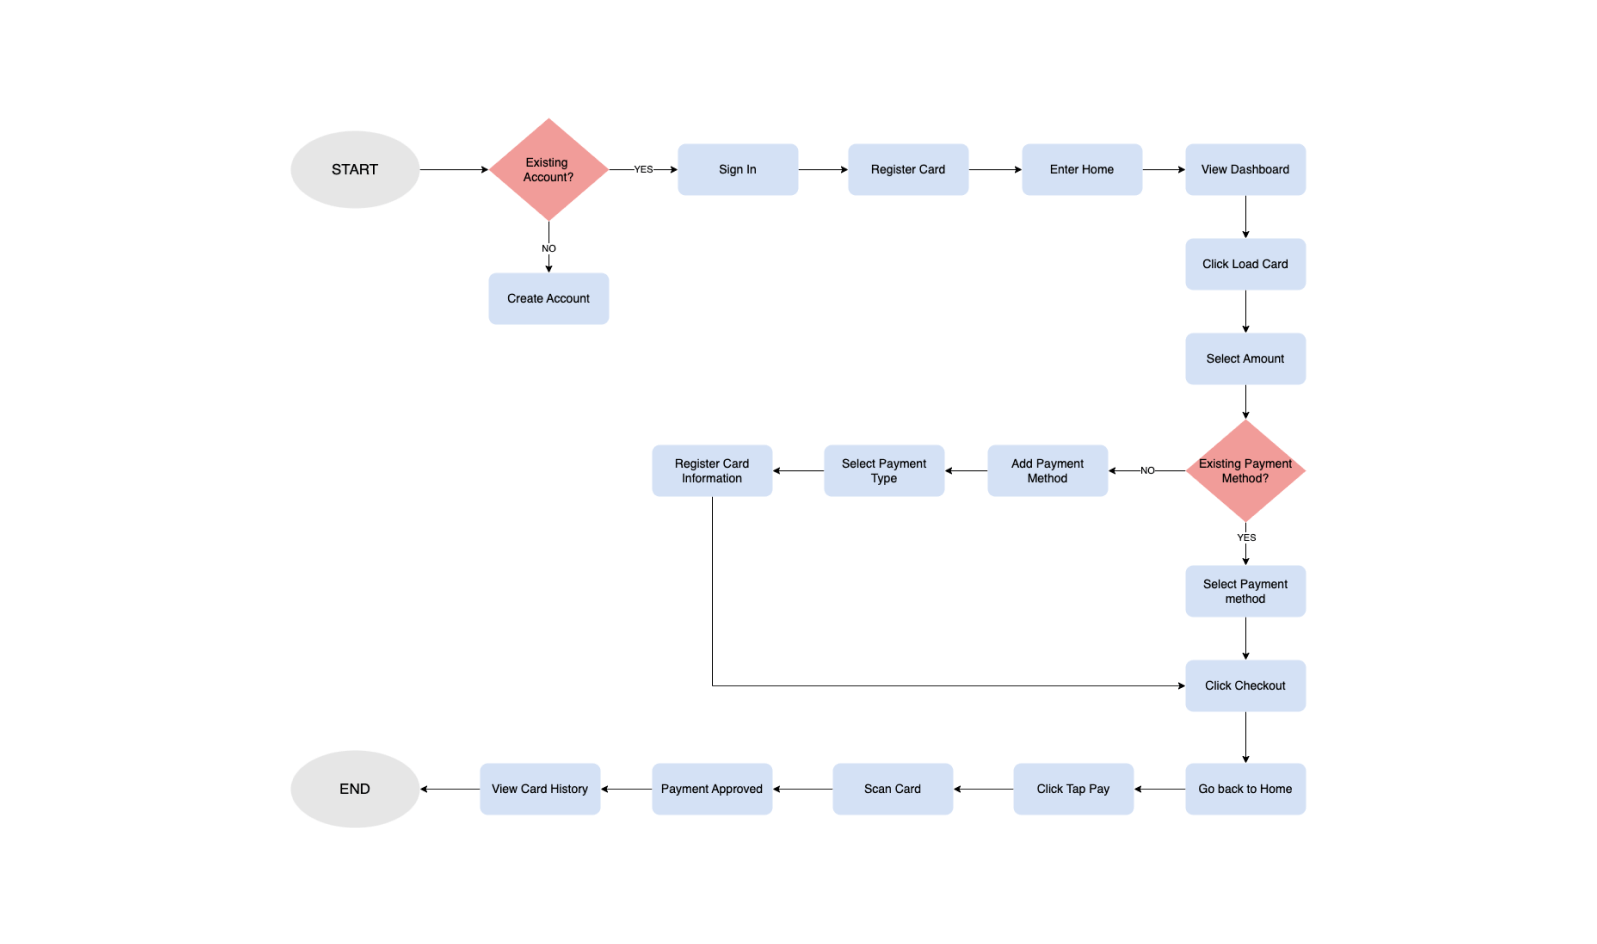 START
Existing
Account?
YES
Sign In
Register Card
Enter Home
View Dashboard
NO
Create Account
Click Load Card
Select Amount
Existing Payment
Method?
NO
Add Payment
Method
Select Payment
Type
Register Card
Information
YES
Select Payment
method
Click Checkout
Go back to Home
Click Tap Pay
Scan Card
Payment Approved
View Card History
END